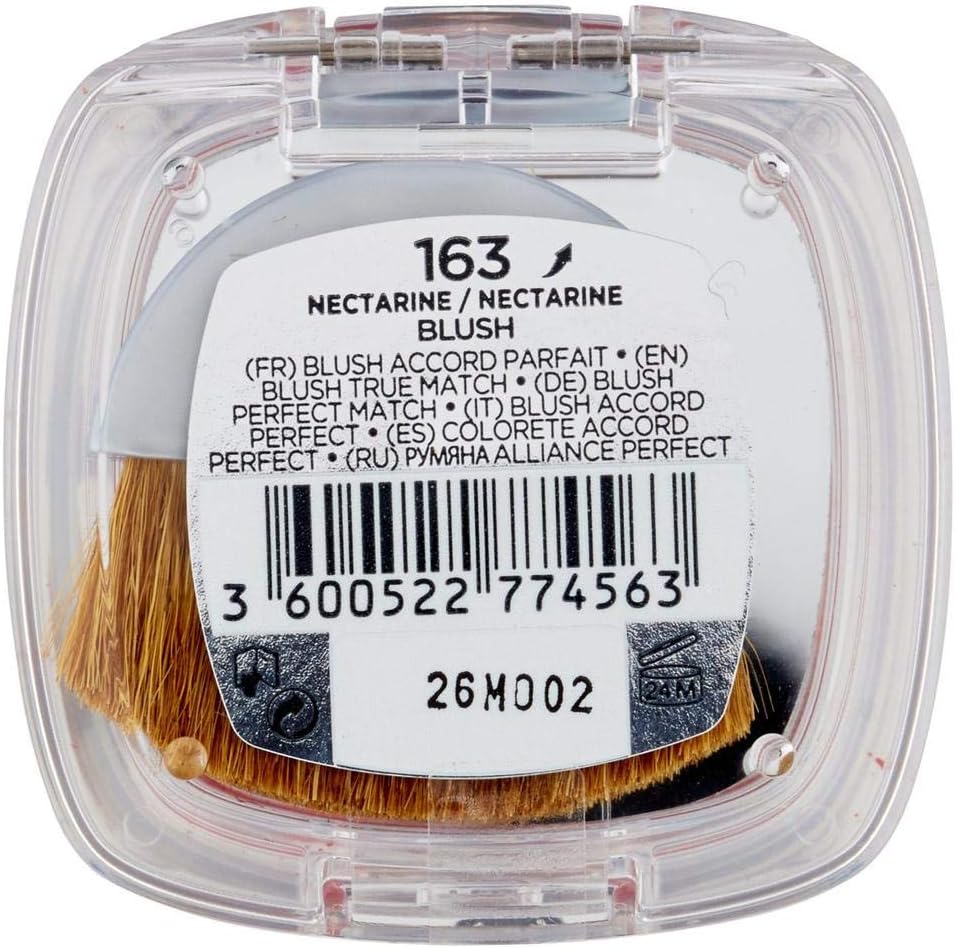 163
NECTARINE / NECTARINE
BLUSH
(FR) BLUSH ACCORD PARFAIT • (EN)
BLUSH TRUE MATCH • (DE) BLUSH
PERFECT MATCH • (IT) BLUSH ACCORD
PERFECT • (ES) COLORETE ACCORD
PERFECT • (RU) РУМЯНА ALLIANCE PERFECT
3 600522 774563
24 M
26M002